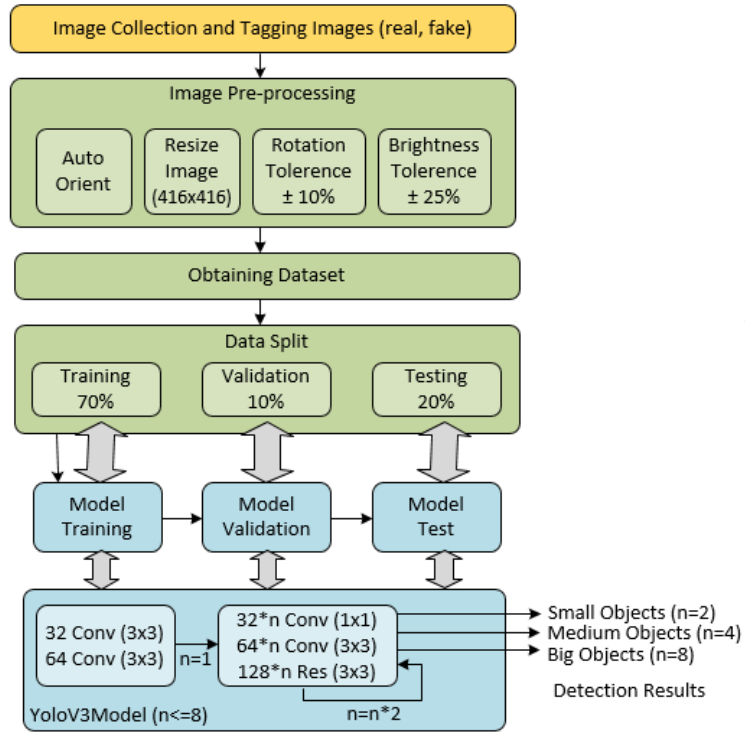 Image Collection and Tagging Images (real, fake)
Image Pre-processing
Auto
Orient
Resize
Image
(416x416)
Rotation
Tolerence
± 10%
Brightness
Tolerence
± 25%
Obtaining Dataset
Data Split
Training
70%
Validation
10%
Testing
20%
Model
Training
Model
Validation
Model
Test
32 Conv (3x3)
64 Conv (3x3)
n=1
32*n Conv (1x1)
64*n Conv (3x3)
128*n Res (3x3)
n=n*2
YoloV3Model (n<=8)
Small Objects (n=2)
Medium Objects (n=4)
Big Objects (n=8)
Detection Results